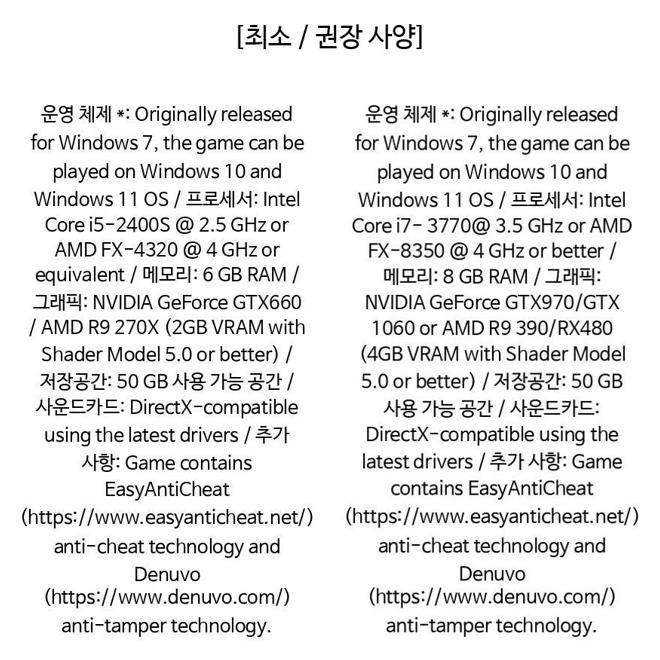 [최소 / 권장 사양]
운영 체제 *: Originally released
for Windows 7, the game can be
played on Windows 10 and
Windows 11 OS / 프로세서: Intel
Core i5-2400S @ 2.5 GHz or
AMD FX-4320 @ 4 GHz or
equivalent / 메모리: 6 GB RAM /
그래픽: NVIDIA GeForce GTX660
/ AMD R9 270X (2GB VRAM with
Shader Model 5.0 or better) /
저장공간: 50 GB 사용 가능 공간 /
사운드카드: DirectX-compatible
using the latest drivers / 추가
사항: Game contains
EasyAntiCheat
(https://www.easyanticheat.net/)
anti-cheat technology and
Denuvo
(https://www.denuvo.com/)
anti-tamper technology.
운영 체제 *: Originally released
for Windows 7, the game can be
played on Windows 10 and
Windows 11 OS / 프로세서: Intel
Core i7- 3770@ 3.5 GHz or AMD
FX-8350 @ 4 GHz or better /
메모리: 8 GB RAM / 그래픽:
NVIDIA GeForce GTX970/GTX
1060 or AMD R9 390/RX480
(4GB VRAM with Shader Model
5.0 or better) / 저장공간: 50 GB
사용 가능 공간 / 사운드카드:
DirectX-compatible using the
latest drivers / 추가 사항: Game
contains EasyAntiCheat
(https://www.easyanticheat.net/)
anti-cheat technology and
Denuvo
(https://www.denuvo.com/)
anti-tamper technology.